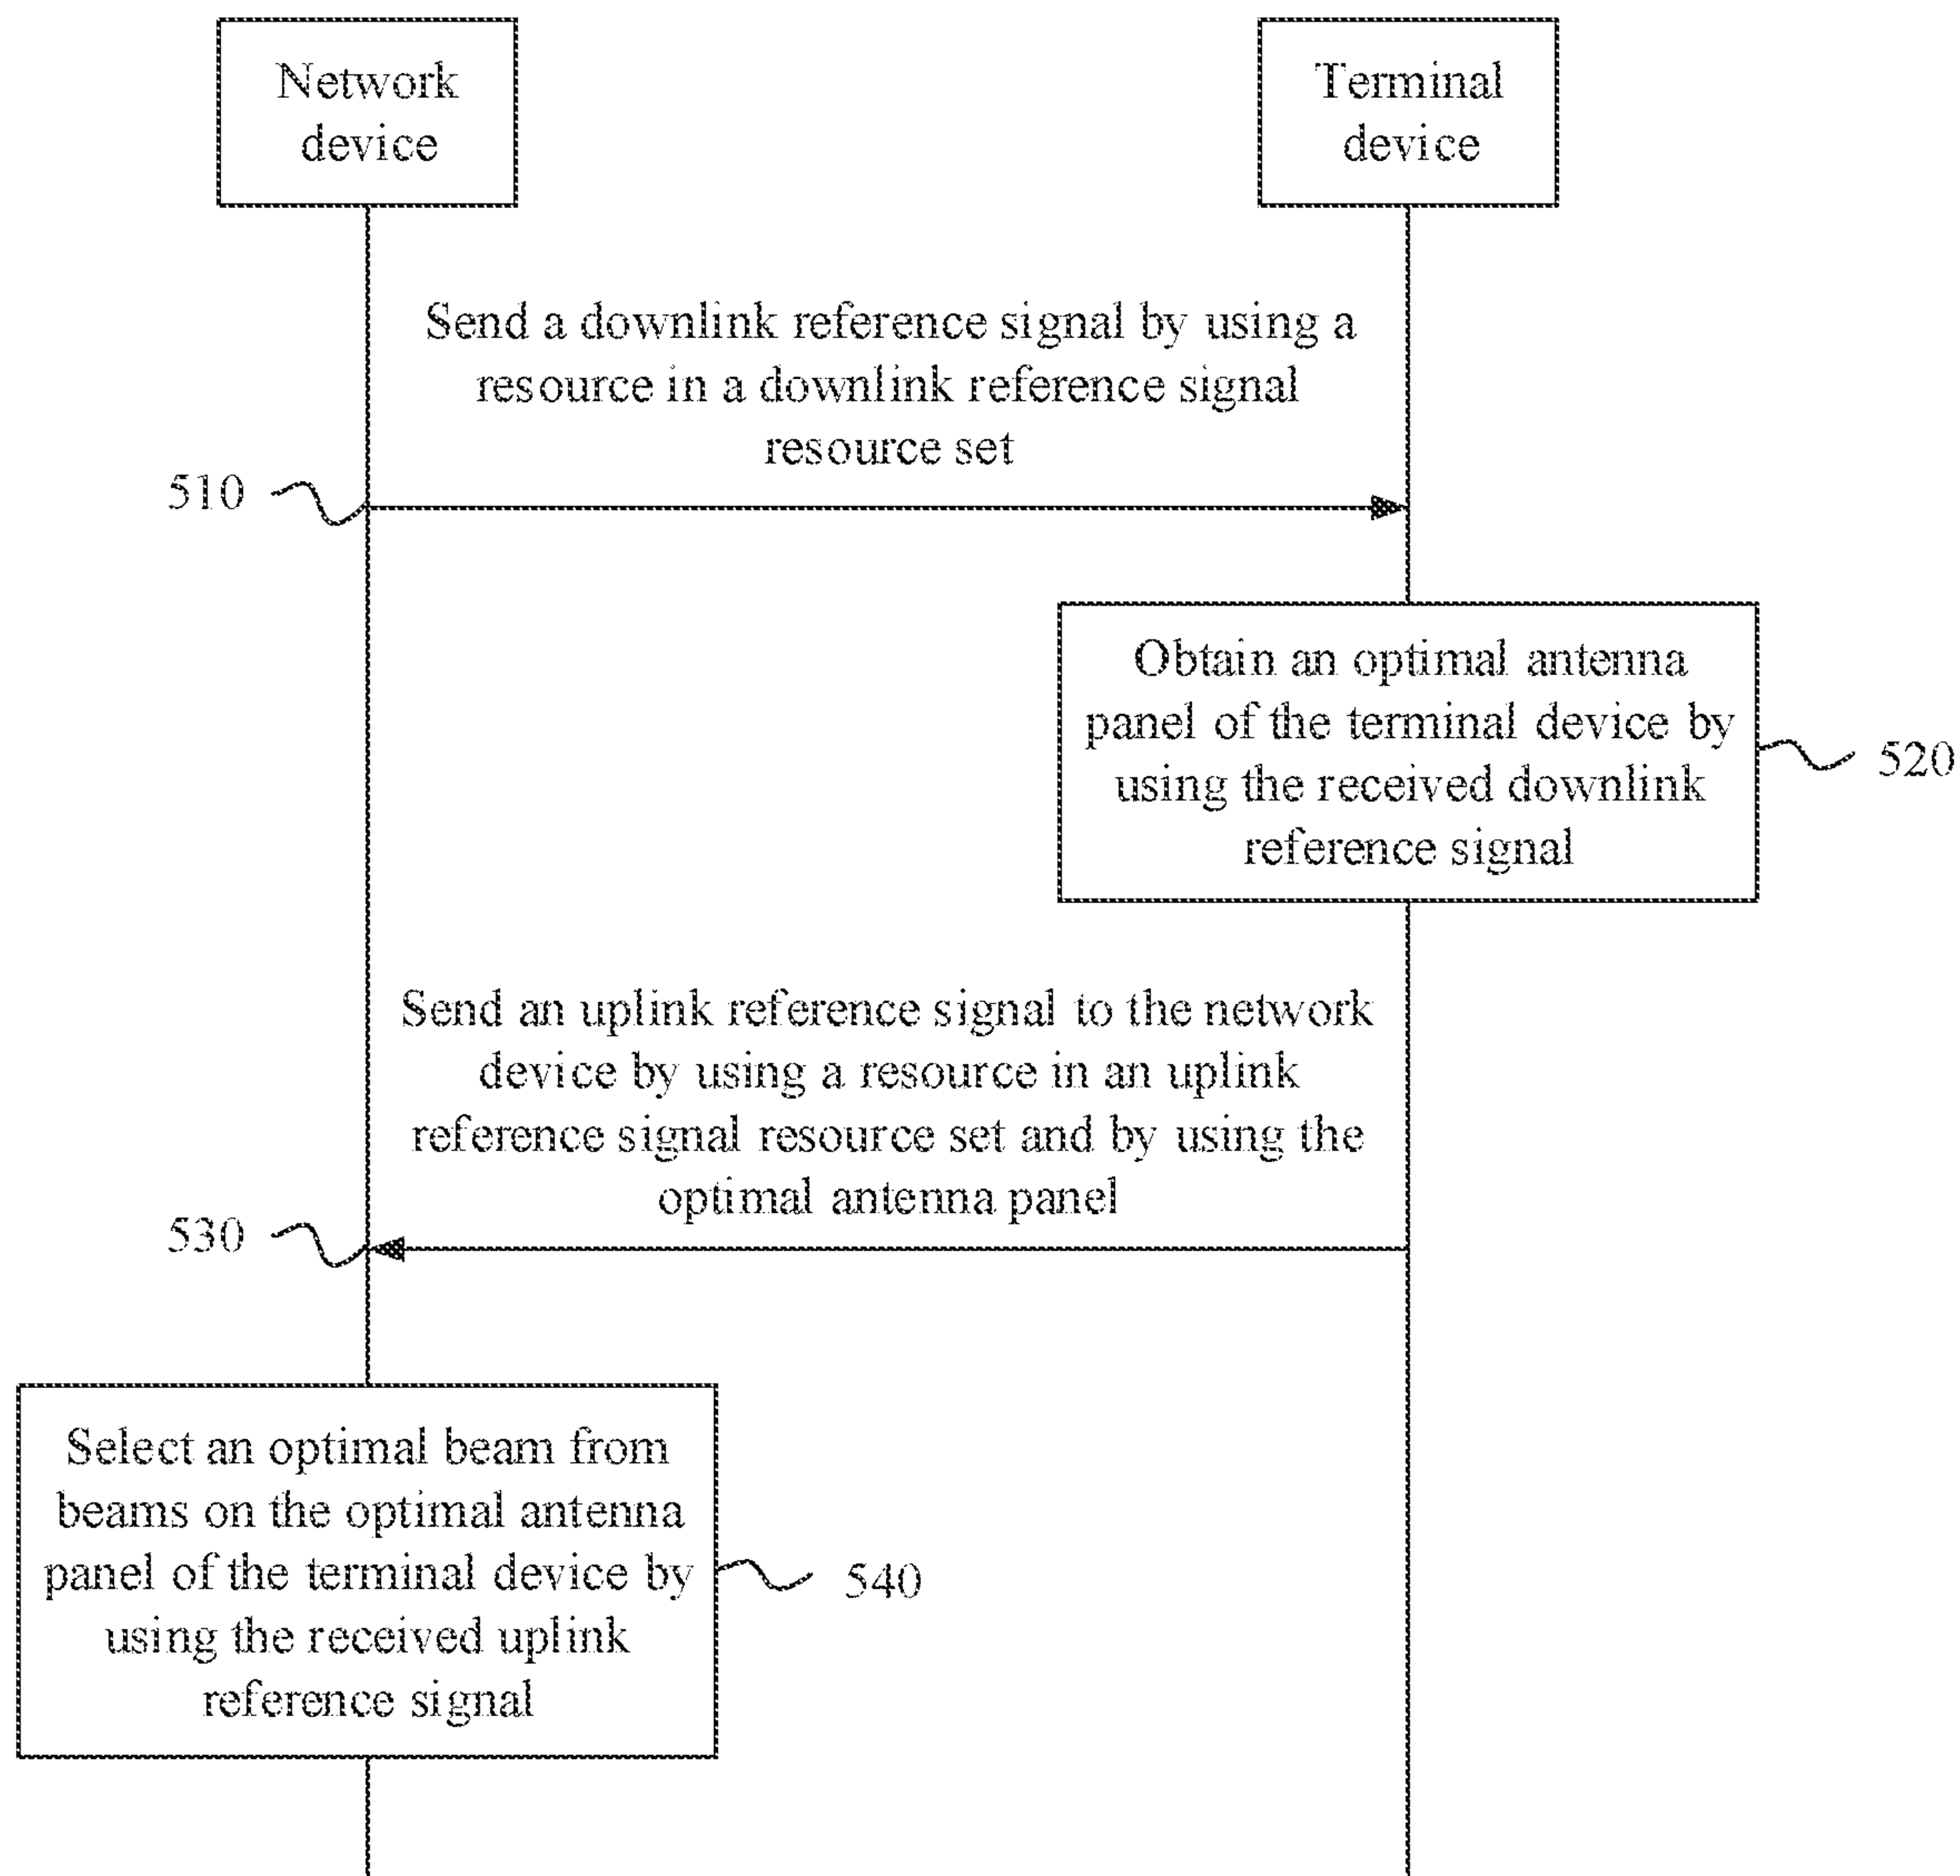 Network
device
Terminal
device
Send a downlink reference signal by using a
resource in a downlink reference signal
resource set
510
Obtain an optimal antenna
panel of the terminal device by
using the received downlink
reference signal
520
Send an uplink reference signal to the network
device by using a resource in an uplink
reference signal resource set and by using the
optimal antenna panel
530
Select an optimal beam from
beams on the optimal antenna
panel of the terminal device by
using the received uplink
reference signal
540